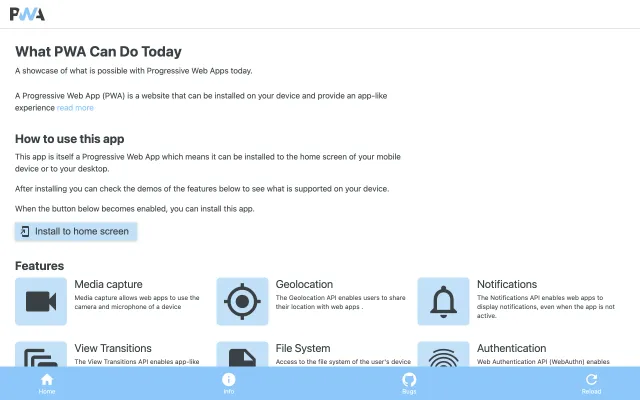 PWA
What PWA Can Do Today
A showcase of what is possible with Progressive Web Apps today.
A Progressive Web App (PWA) is a website that can be installed on your device and provide an app-like
experience read more
How to use this app
This app is itself a Progressive Web App which means it can be installed to the home screen of your mobile
device or to your desktop.
After installing you can check the demos of the features below to see what is supported on your device.
When the button below becomes enabled, you can install this app.
Install to home screen
Features
Media capture
Media capture allows web apps to use the
camera and microphone of a device
Geolocation
The Geolocation API enables users to share
their location with web apps .
Notifications
The Notifications API enables web apps to
display notifications, even when the app is not
active.
View Transitions
The View Transitions API enables app-like
File System
Access to the file system of the user's device
Authentication
Web Authentication API (WebAuthn) enables
Home
Info
Bugs
Reload